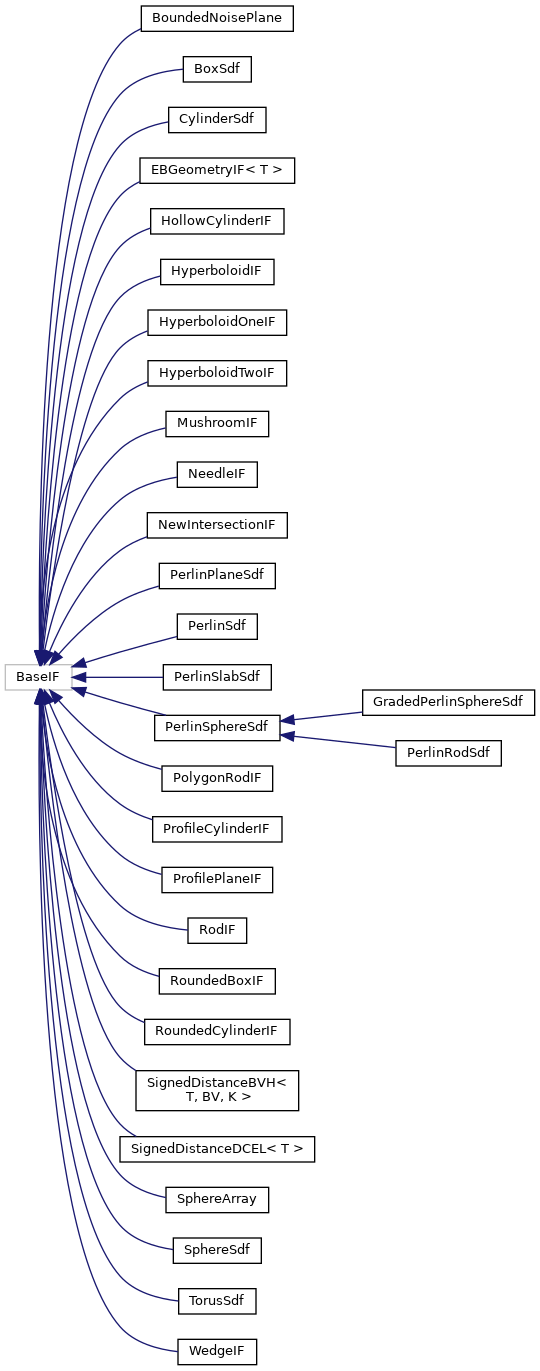 BoundedNoisePlane
BoxSdf
CylinderSdf
EBGeometryIF< T >
HollowCylinderIF
HyperboloidIF
HyperboloidOneIF
HyperboloidTwoIF
MushroomIF
NeedleIF
NewIntersectionIF
PerlinPlaneSdf
PerlinSdf
BaseIF
PerlinSlabSdf
PerlinSphereSdf
GradedPerlinSphereSdf
PerlinRodSdf
PolygonRodIF
ProfileCylinderIF
ProfilePlaneIF
RodIF
RoundedBoxIF
RoundedCylinderIF
SignedDistanceBVH<
T, BV, K >
SignedDistanceDCEL< T >
SphereArray
SphereSdf
TorusSdf
WedgeIF